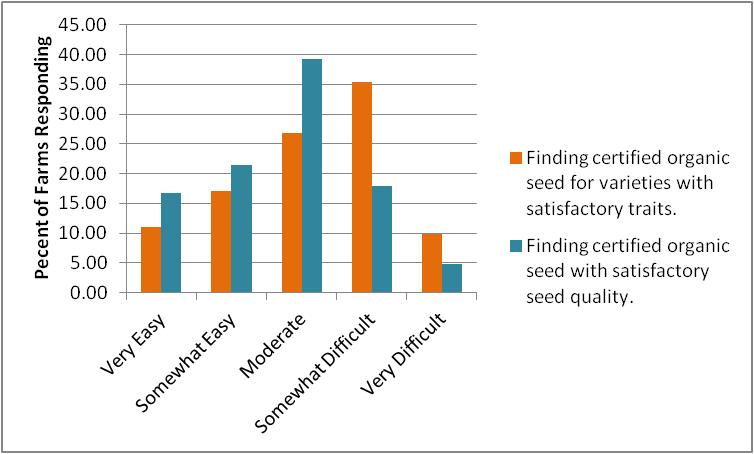 Pecent of Farms Responding
45.00
40.00
35.00
30.00
25.00
20.00
15.00
10.00
5.00
0.00
Very Easy
Somewhat Easy
Moderate
Somewhat Difficult
Very Difficult
Finding certified organic
seed for varieties with
satisfactory traits.
Finding certified organic
seed with satisfactory
seed quality.